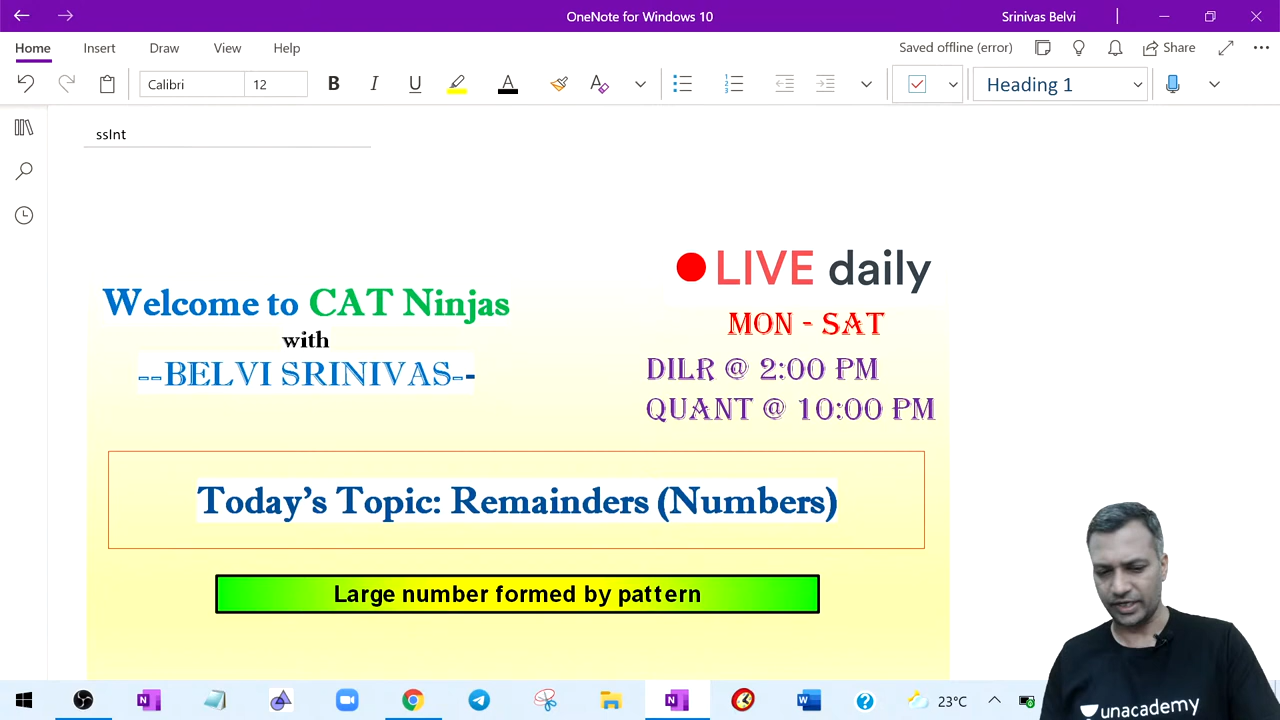 OneNote for Windows 10
Srinivas Belvi
Home Insert Draw View Help
Saved offline (error)
Share
Calibri 12 B I U A A Heading 1
ssInt
LIVE daily
Welcome to CAT Ninjas
MON - SAT
with
--BELVI SRINIVAS--
DILR @ 2:00 PM
QUANT @ 10:00 PM
Today's Topic: Remainders (Numbers)
Large number formed by pattern
unacademy
23°C